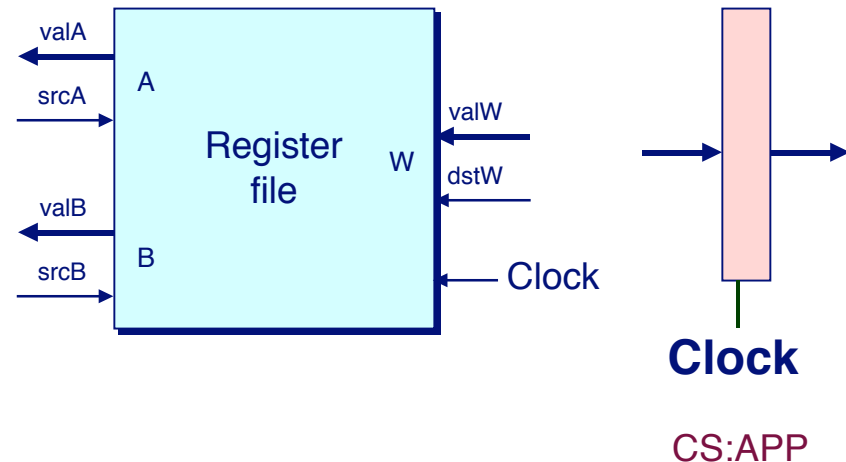 valA
A
srcA
valB
B
srcB
Register
file
valW
W
dstW
Clock
Clock
CS:APP